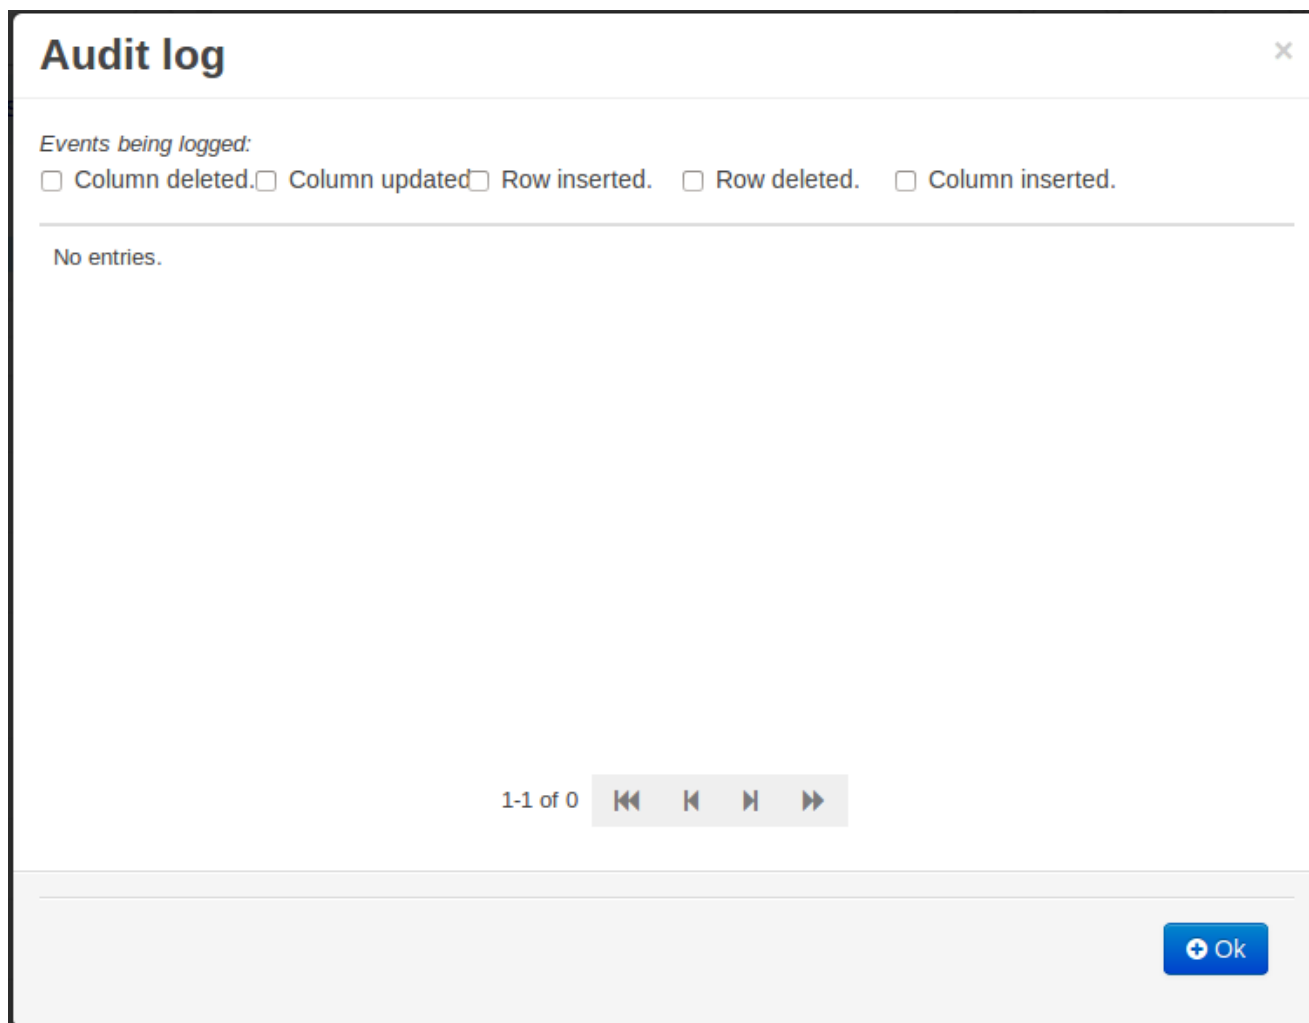 Audit log
Events being logged:
Column deleted. Column updated Row inserted. Row deleted. Column inserted.
No entries.
1-1 of 0
Ok